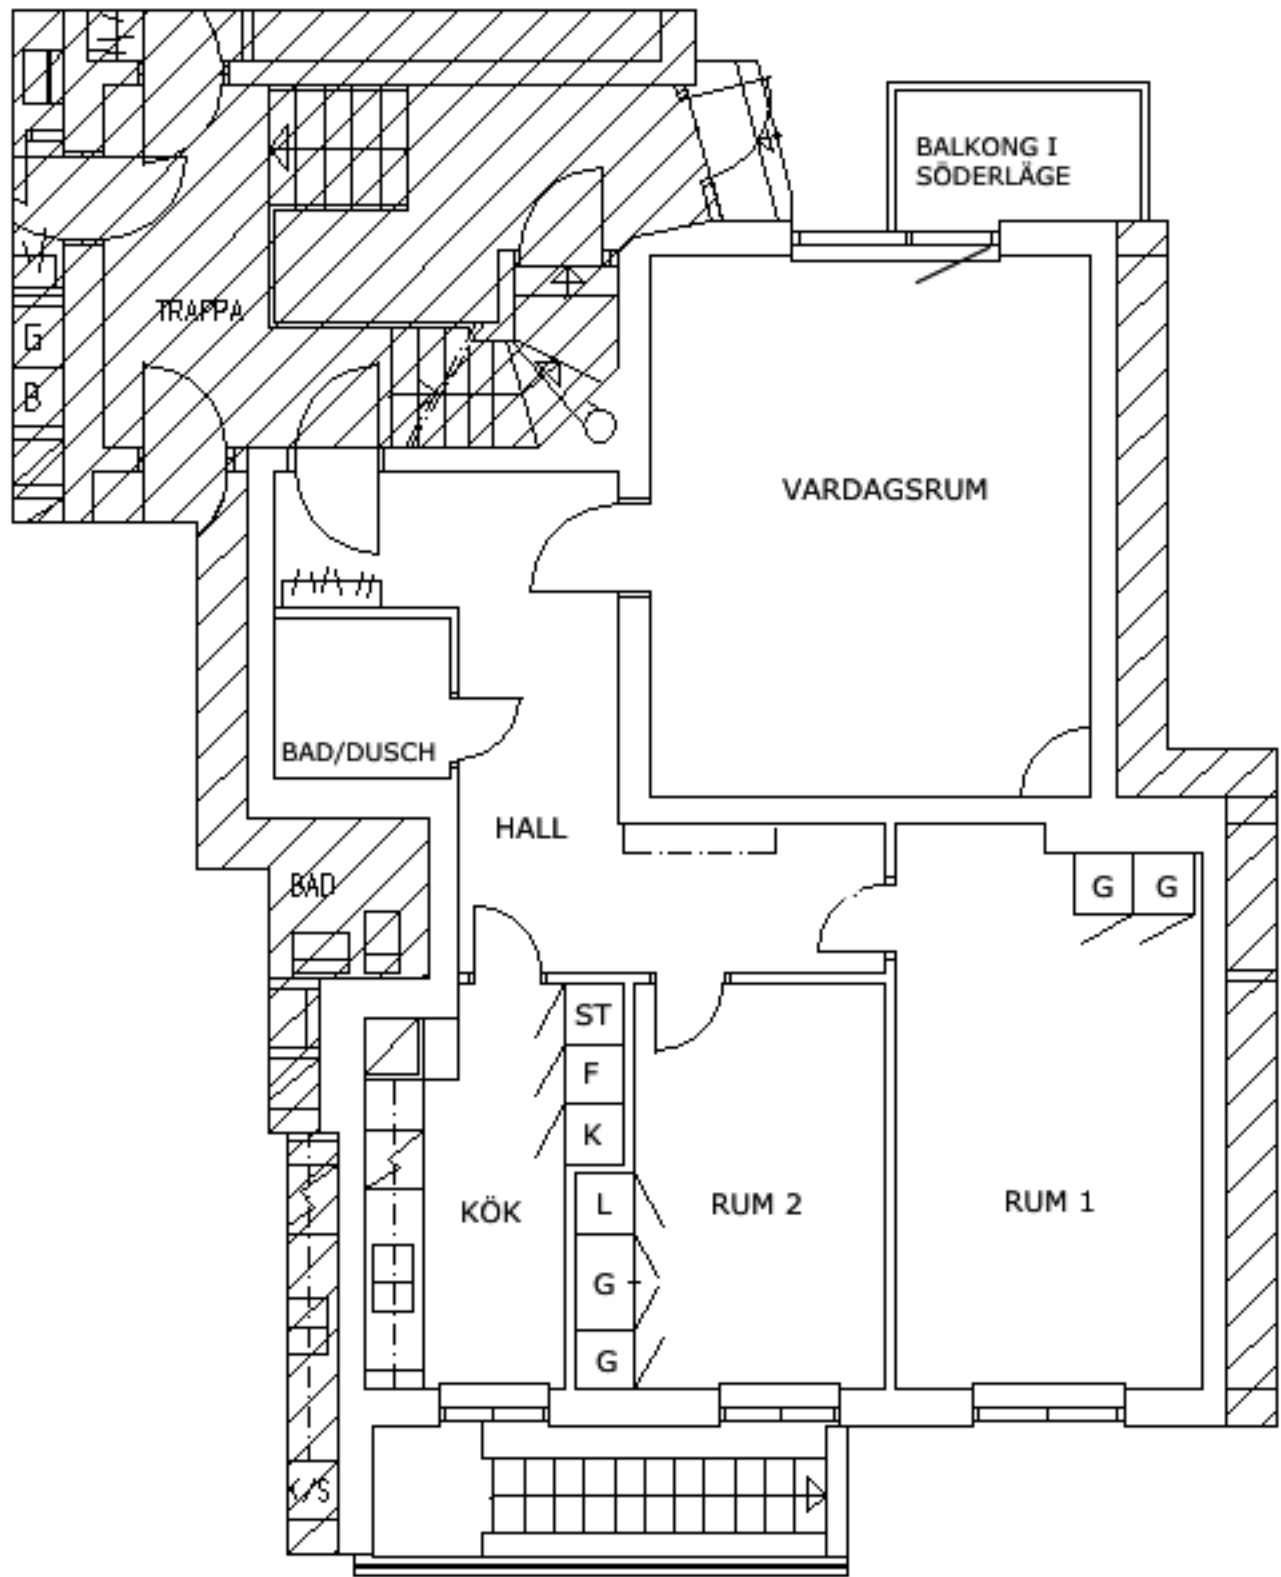 BALKONG I
SÖDERLÄGE
TRAPPA
G
B
VARDAGSRUM
BAD/DUSCH
HALL
BAD
G G
ST
F
K
L
G
G
KÖK
RUM 2
RUM 1
K/S